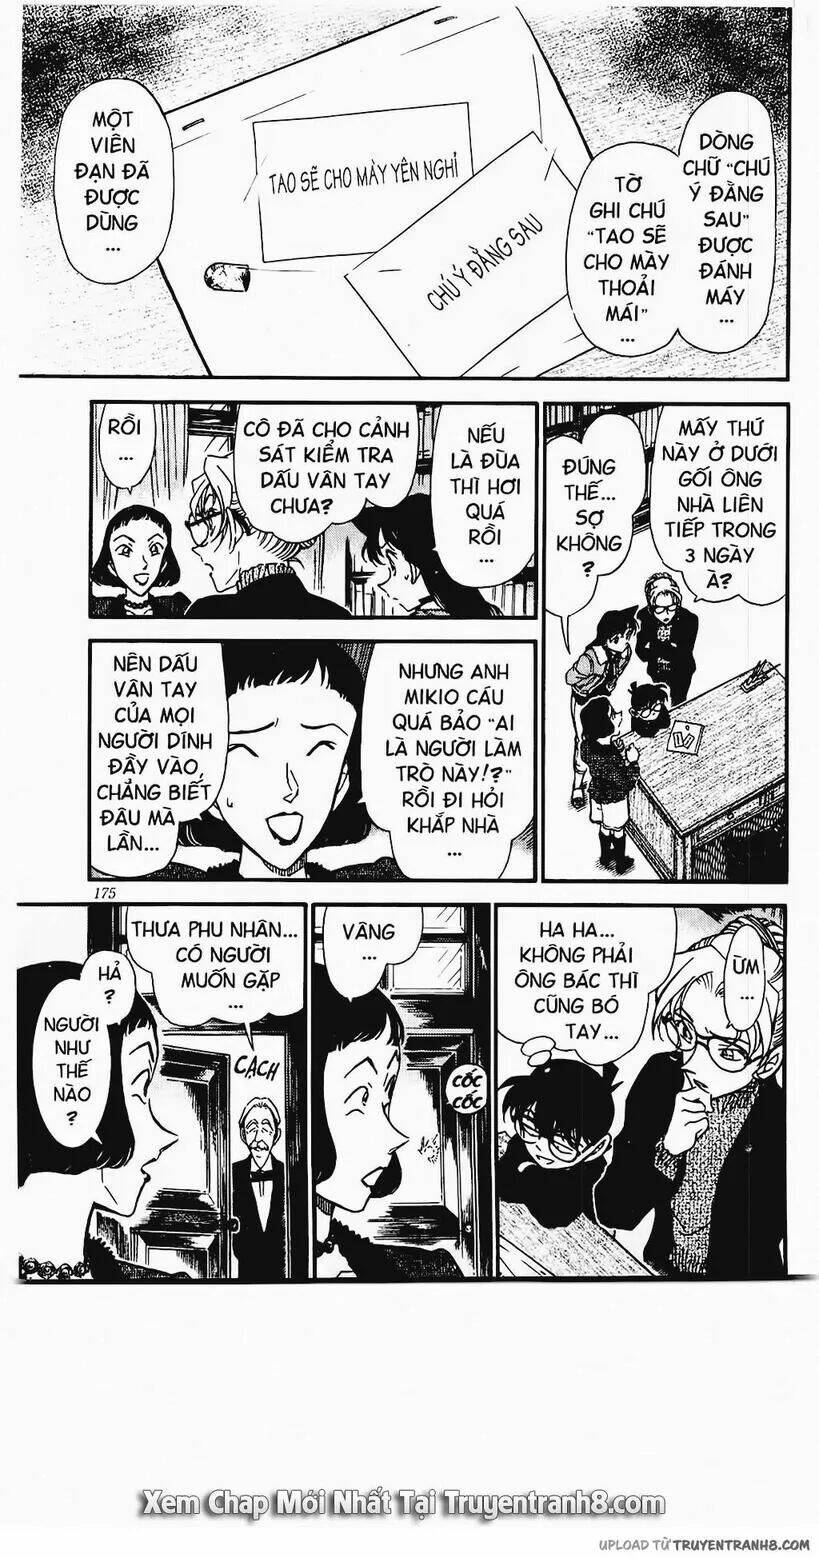 DÒNG
CHỮ "CHÚ
Ý ĐẰNG
SAU"
ĐƯỢC
ĐÁNH
MÁY
...
TỜ
GHI CHÚ
"TAO SẼ
CHO MÀY
THOẢI
MÁI"
...
TAO SẼ CHO MÀY YÊN NGHỈ
CHÚ Ý ĐẰNG SAU
MỘT
VIÊN
ĐẠN ĐÃ
ĐƯỢC
DÙNG
...
MẤY THỨ
NÀY Ở DƯỚI
GỐI ÔNG
NHÀ LIÊN
TIẾP TRONG
3 NGÀY
À?
ĐÚNG
THẾ...
SỢ
KHÔNG
?
NẾU
LÀ ĐÙA
THÌ HƠI
QUÁ
RỒI
...
CÔ ĐÃ CHO CẢNH
SÁT KIỂM TRA
DẤU VÂN TAY
CHƯA?
RỒI
...
NHƯNG ANH
MIKIO CÁU
QUÁ BẢO "AI
LÀ NGƯỜI LÀM
TRÒ NÀY!?"
RỒI ĐI HỎI
KHẮP NHÀ
...
NÊN DẤU
VÂN TAY
CỦA MỌI
NGƯỜI DÍNH
ĐẦY VÀO,
CHẲNG BIẾT
ĐÂU MÀ
LẦN...
175
ỪM
...
HA HA...
KHÔNG PHẢI
ÔNG BÁC THÌ
CŨNG BÓ
TAY...
VÂNG
...
CỐC
CỐC
THƯA PHU NHÂN...
CÓ NGƯỜI
MUỐN GẶP
...
CẠCH
HẢ
?
NGƯỜI
NHƯ
THẾ
NÀO
?
Xem Chap Mới Nhất Tại Truyentranh8.com
UPLOAD TỪ TRUYENTRANH8.COM